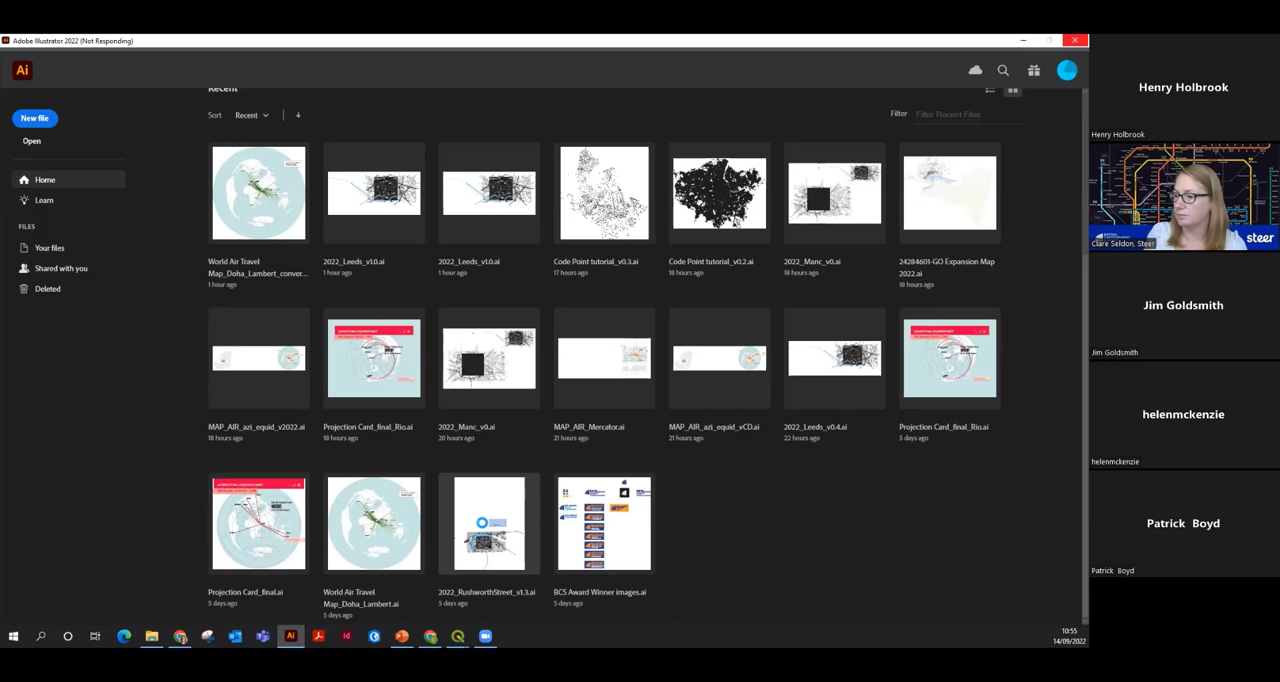 Adobe Illustrator 2022 (Not Responding)
Ai
Recent
New file
Sort
Recent
Filter
Filter Recent Files
Open
Home
Learn
FILES
Your files
Shared with you
Deleted
World Air Travel
Map_Doha_Lambert_conver...
1 hour ago
2022_Leeds_v1.0.ai
1 hour ago
2022_Leeds_v1.0.ai
1 hour ago
Code Point tutorial_v0.3.ai
17 hours ago
Code Point tutorial_v0.2.ai
18 hours ago
2022_Manc_v0.ai
18 hours ago
24284601-GO Expansion Map
2022.ai
18 hours ago
MAP_AIR_azi_equid_v2022.ai
18 hours ago
Projection Card_final_Rio.ai
18 hours ago
2022_Manc_v0.ai
20 hours ago
MAP_AIR_Mercator.ai
21 hours ago
MAP_AIR_azi_equid_vCD.ai
21 hours ago
2022_Leeds_v0.4.ai
22 hours ago
Projection Card_final_Rio.ai
5 days ago
Projection Card_final.ai
5 days ago
World Air Travel
Map_Doha_Lambert.ai
5 days ago
2022_RushworthStreet_v1.3.ai
5 days ago
BCS Award Winner images.ai
5 days ago
Ai
Id
10:55
14/09/2022
Henry Holbrook
Henry Holbrook
steer
Claire Seldon, Steer
Jim Goldsmith
Jim Goldsmith
helenmckenzie
helenmckenzie
Patrick Boyd
Patrick Boyd